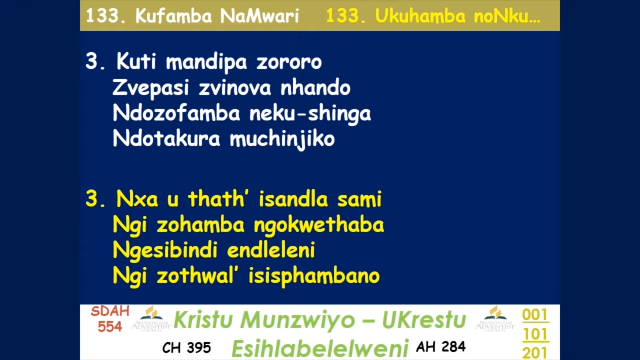 133. Kufamba NaMwari 133. Ukuhamba noNku…
3. Kuti mandipa zororo
Zvepasi zvinova nhando
Ndozofamba neku-shinga
Ndotakura muchinjiko
3. Nxa u thath' isandla sami
Ngi zohamba ngokwethaba
Ngesibindi endleleni
Ngi zothwal' isisphambano
SDAH 554
Kristu Munzwiyo – UKrestu
Esihlabelelweni
CH 395
AH 284
001
101
201